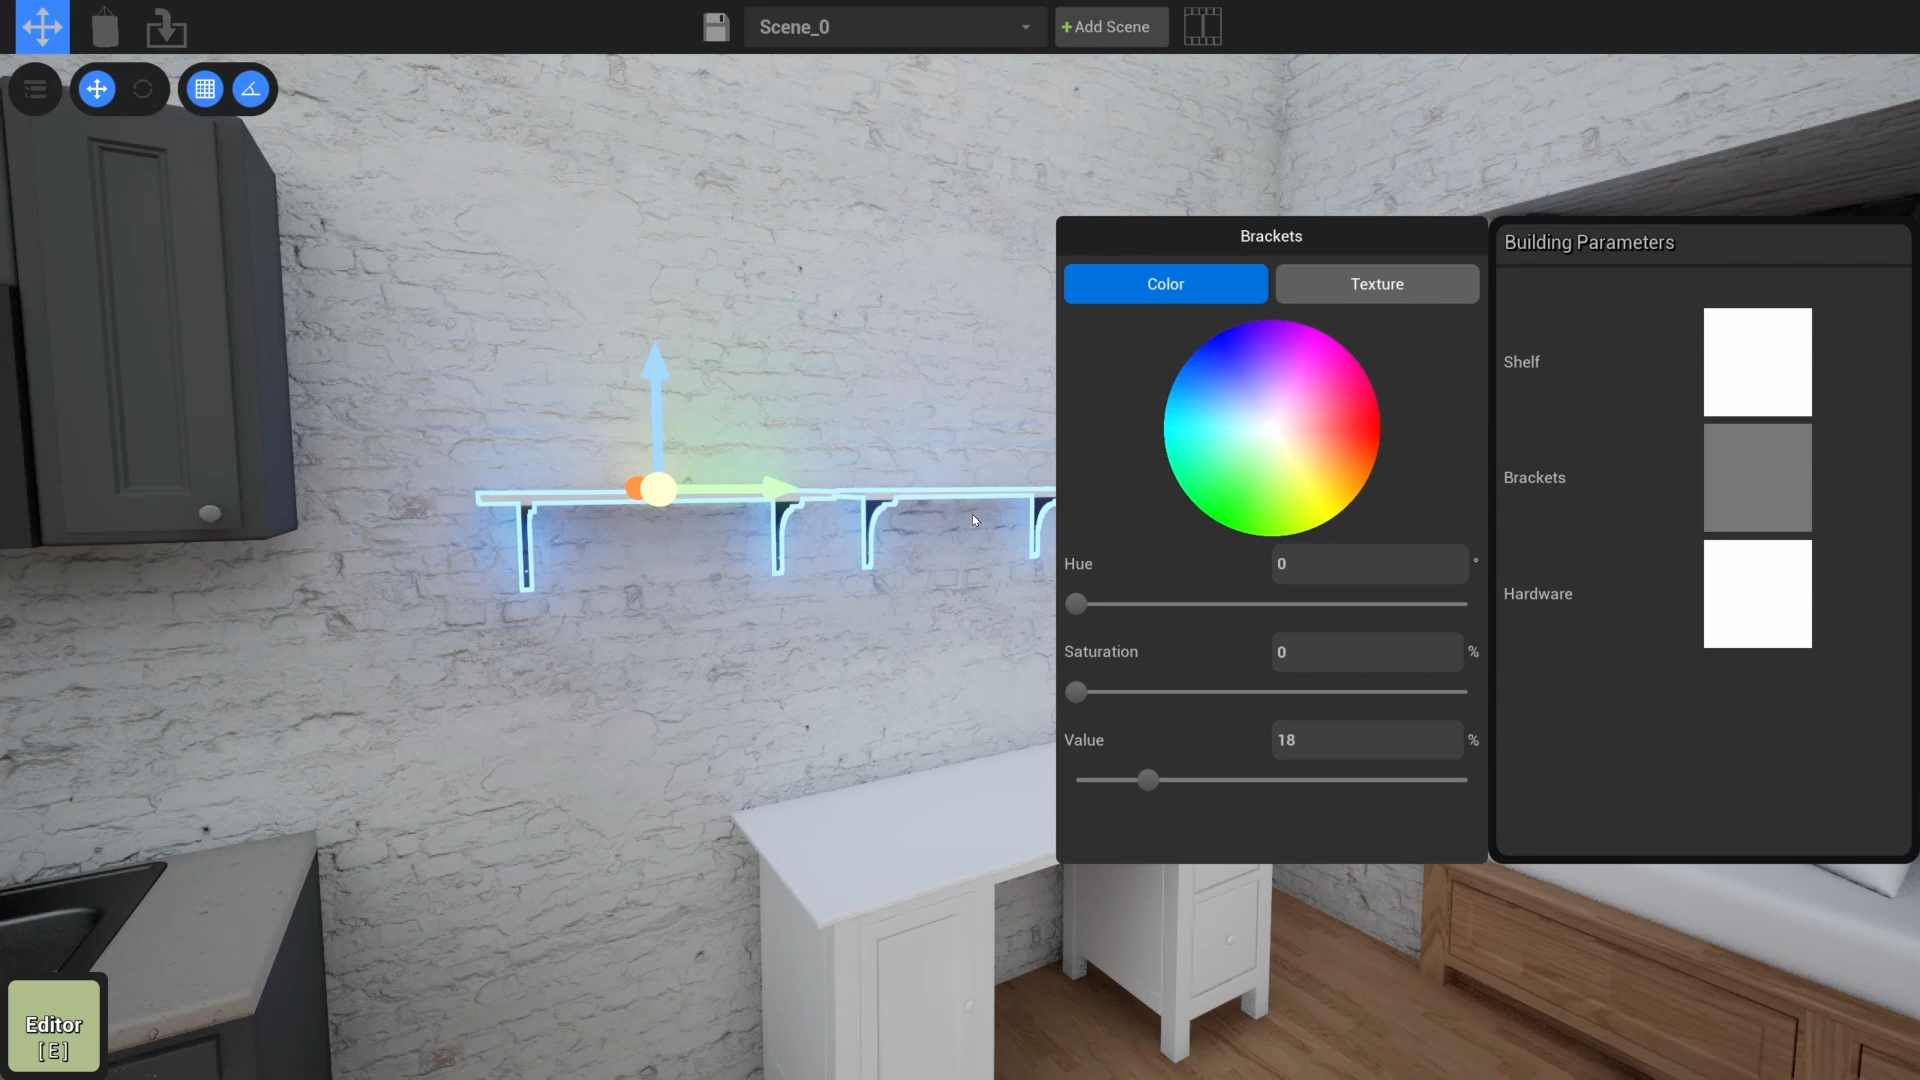 Scene_0
+Add Scene
Brackets
Color
Texture
Hue
0
°
Saturation
0
%
Value
18
%
Building Parameters
Shelf
Brackets
Hardware
Editor
[E]